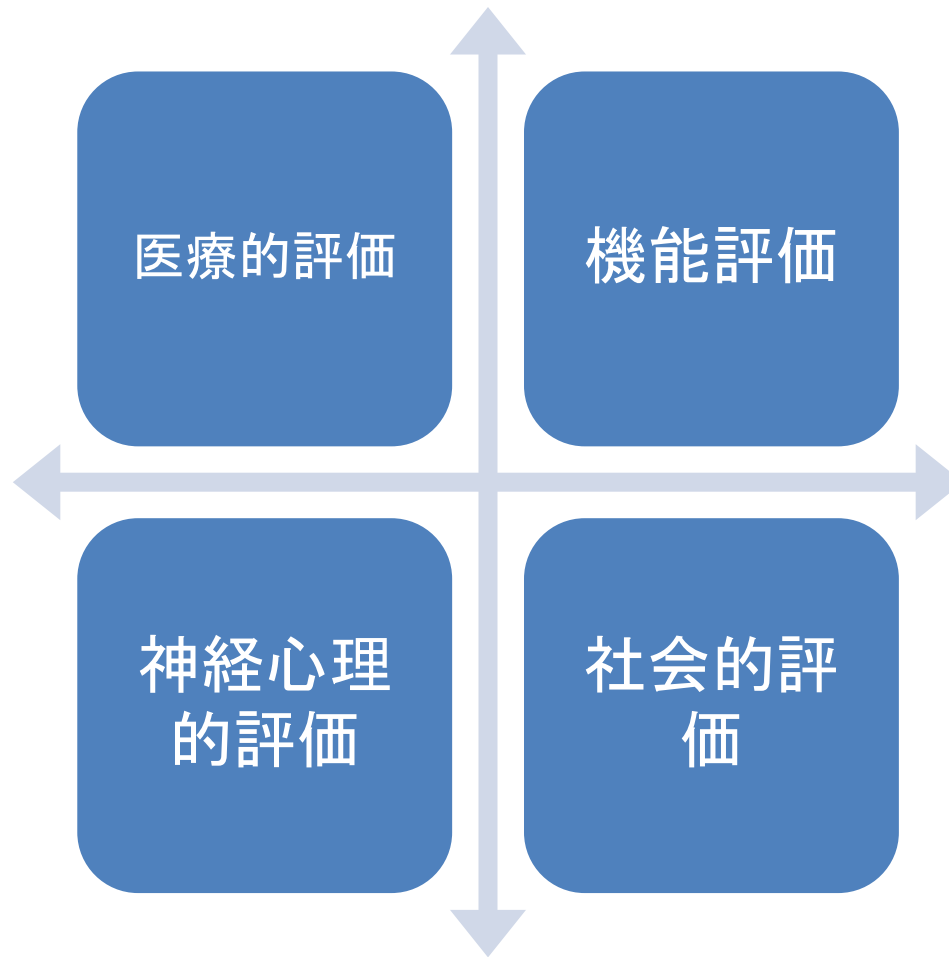 医療的評価
機能評価
神経心理
的評価
社会的評
価